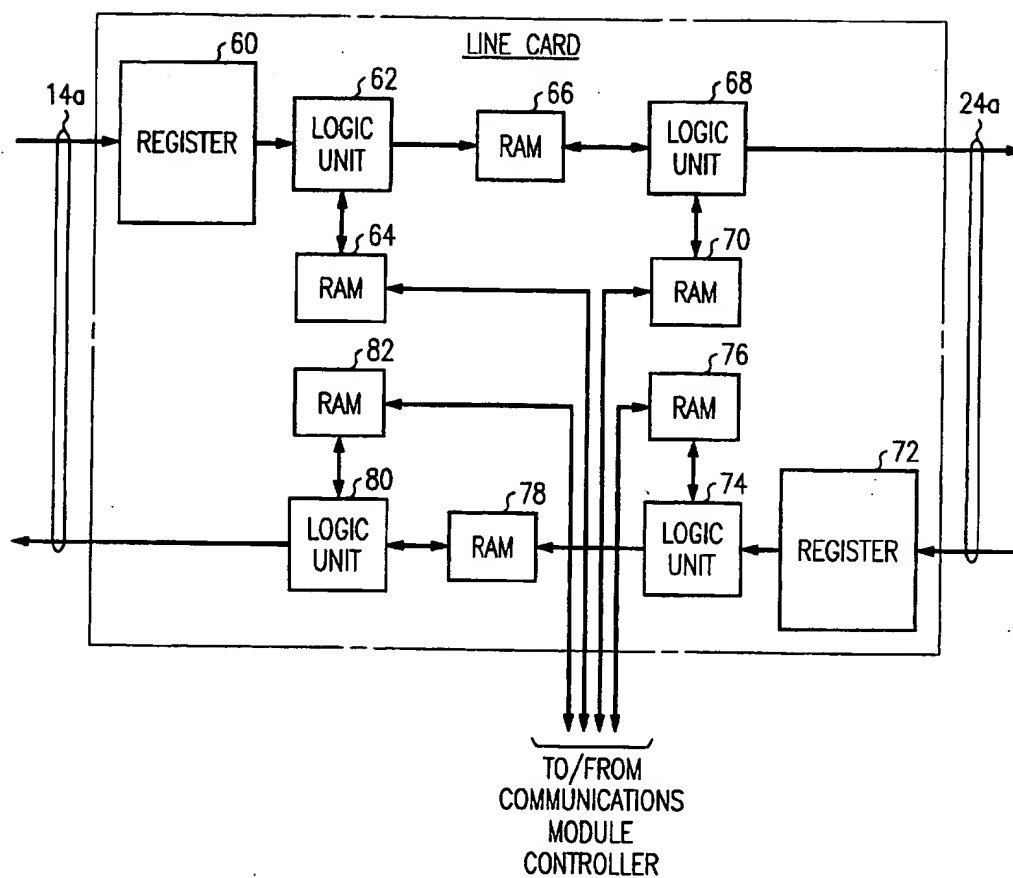 LINE CARD
14a
60
REGISTER
62
LOGIC
UNIT
66
RAM
68
LOGIC
UNIT
24a
64
RAM
70
RAM
82
RAM
76
RAM
80
LOGIC
UNIT
78
RAM
74
LOGIC
UNIT
72
REGISTER
TO/FROM
COMMUNICATIONS
MODULE
CONTROLLER